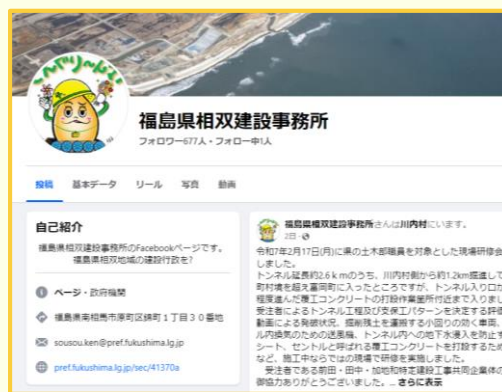 福島県相双建設事務所
フォロワー677人・フォロー中1人
投稿 基本データ リール 写真 動画
自己紹介
福島県相双建設事務所のFacebookページです。
福島県相双地域の建設行政を?
ページ・政府機関
福島県南相馬市原町区錦町1丁目30番地
sousou.ken@pref.fukushima.lg.jp
pref.fukushima.lg.jp/sec/41370a
福島県相双建設事務所さんは川内村にいます。
2日・
令和7年2月17日(月)に県の土木部職員を対象とした現場研修会
しました。
トンネル延長約2.6kmのうち、川内村側から約1.2km掘進して
町村境を超え富岡町に入ったところですが、トンネル入り口か
程度進んだ覆工コンクリートの打設作業箇所付近まで入りまし
受注者によるトンネル工程及び支保工パターンを決定する評価
動画による発破状況、掘削残土を運搬する小回りの効く車両、
ル内換気のための送風機、トンネル内への地下水浸入を防止す
シート、セントルと呼ばれる覆工コンクリートを打設するため
など、施工中ならではの現場で研修を実施しました。
受注者である前田・田中・加地和特定建設工事共同企業体の
御協力ありがとうございました。... さらに表示